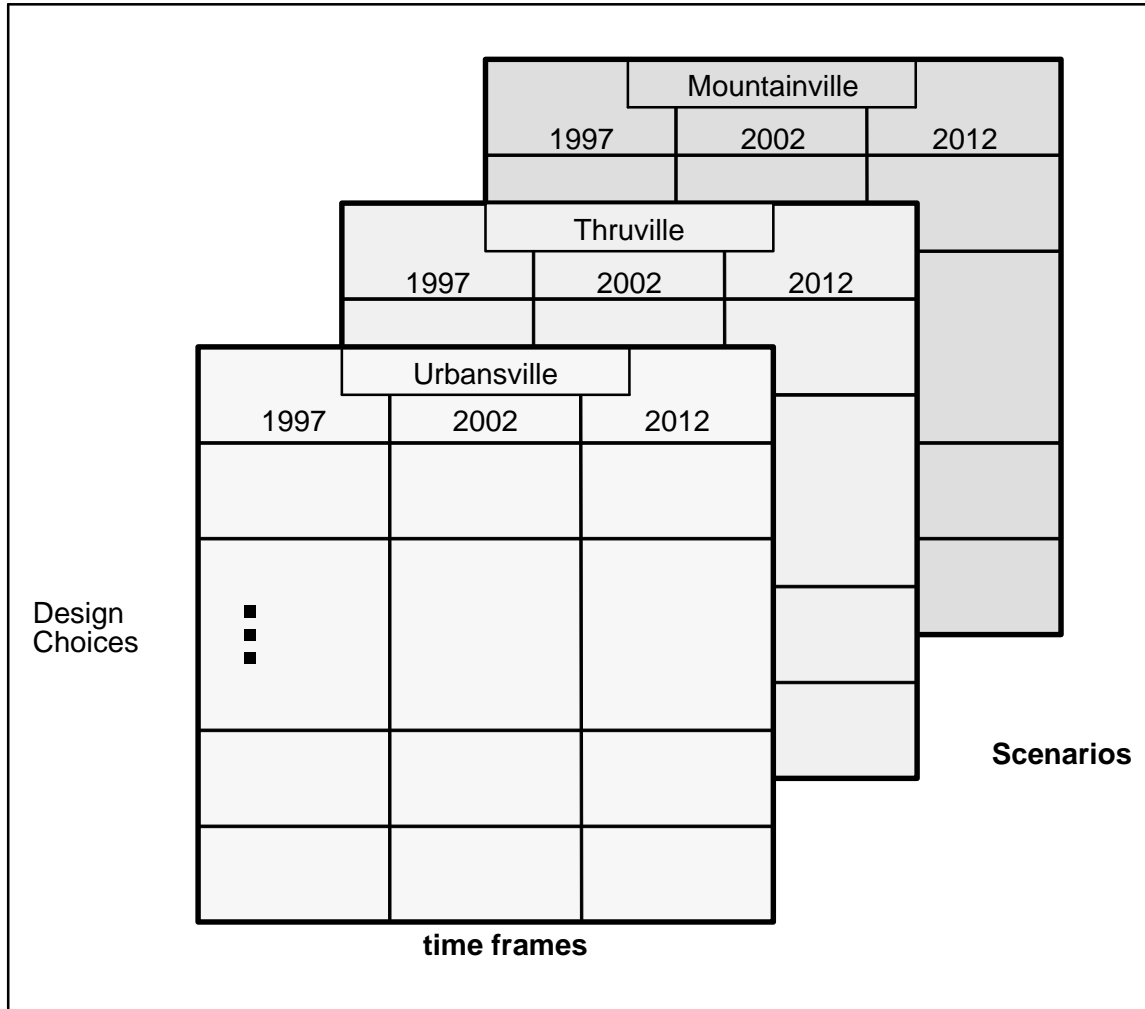 Mountainville
1997 2002 2012
Thruville
1997 2002 2012
Urbansville
1997 2002 2012
Design
Choices
Scenarios
time frames